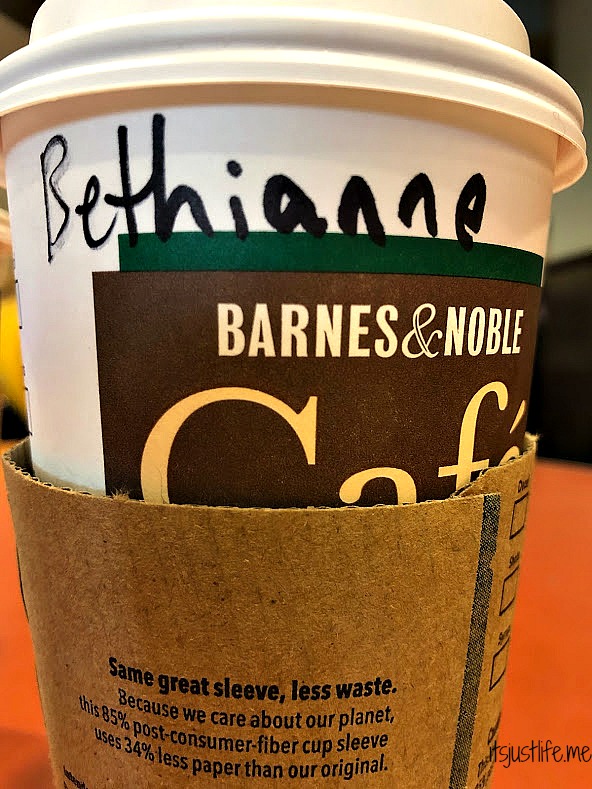 Bethianne
BARNES&NOBLE
Café
Same great sleeve, less waste.
Because we care about our planet,
this 85% post-consumer-fiber cup sleeve
uses 34% less paper than our original.
itsjustlife.me